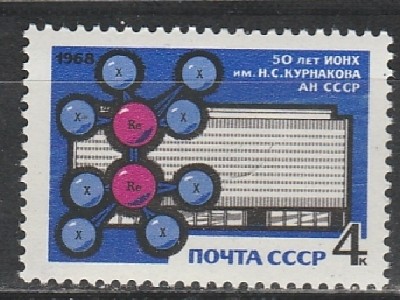 1968
50 ЛЕТ ИОНХ
ИМ. Н.С.КУРНАКОВА
АН СССР
X
X
X
X
Re
Re
X
X
X
X
ПОЧТА СССР
4к